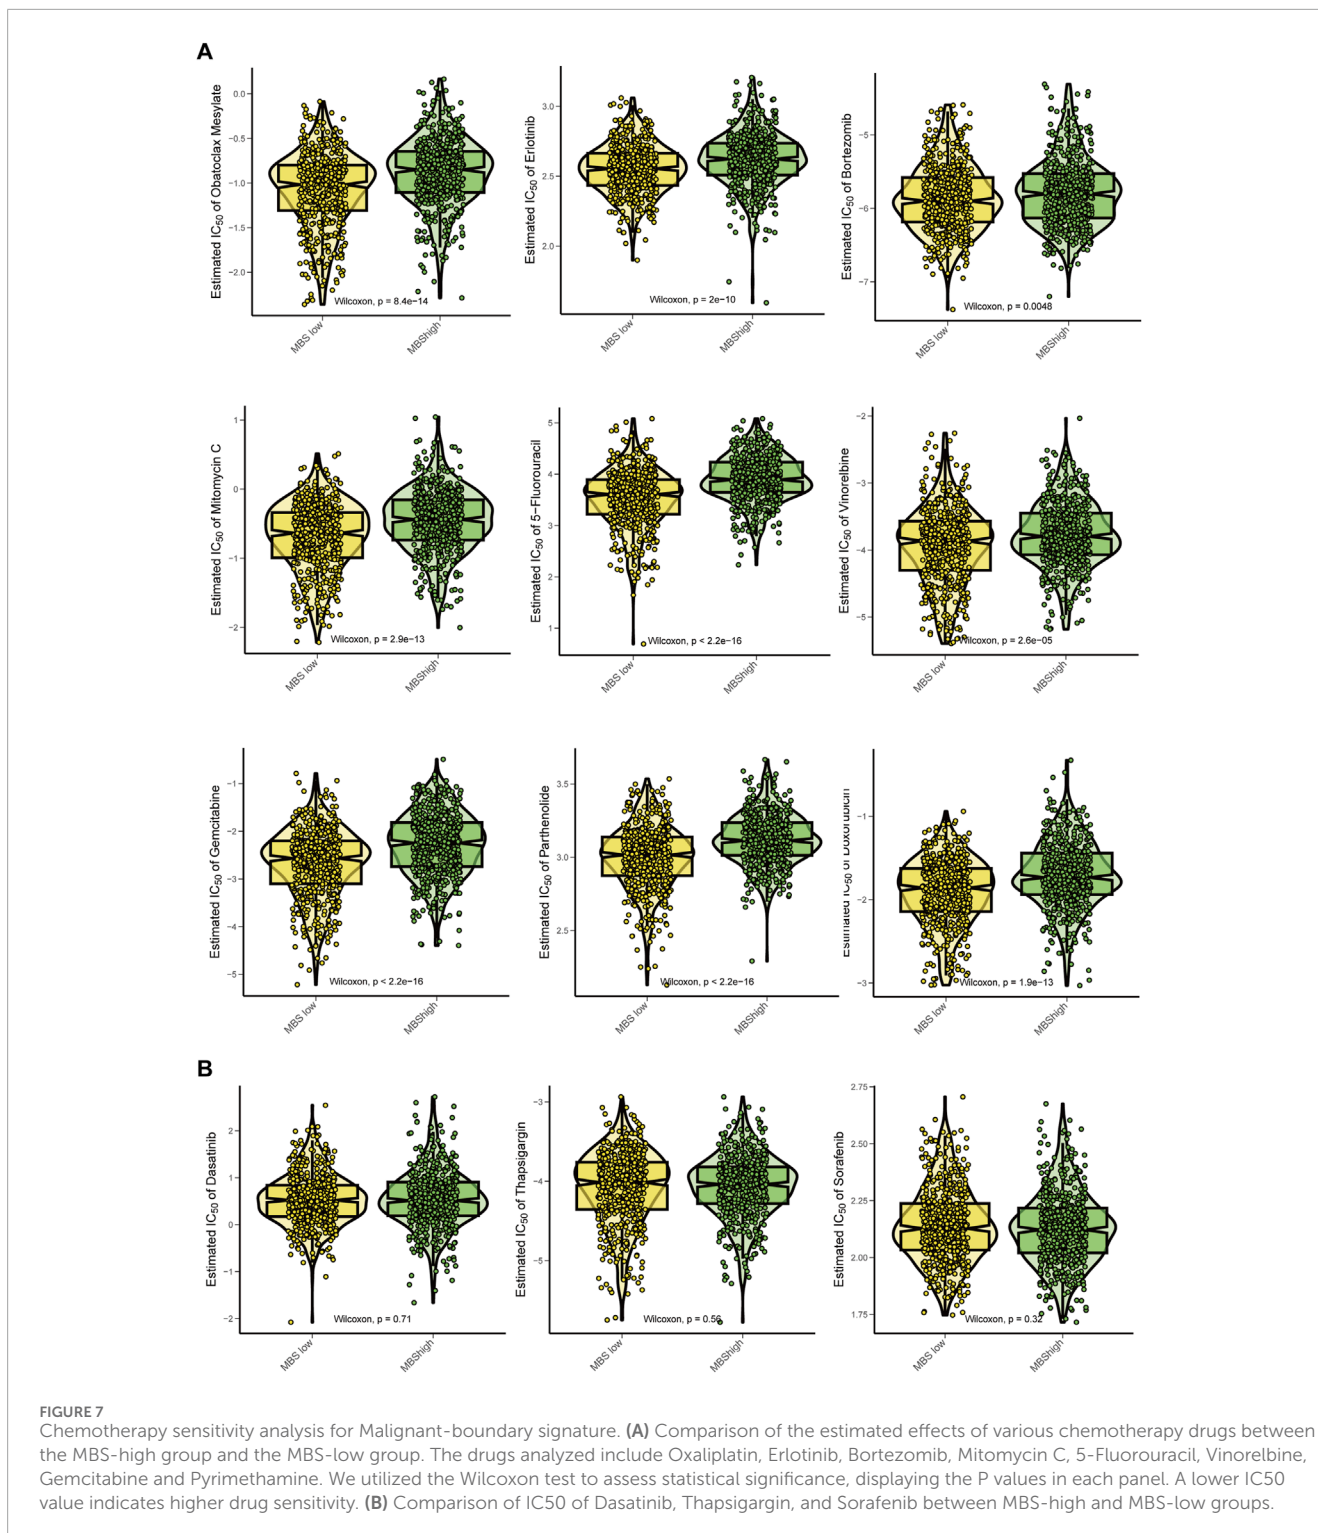 A
Estimated IC50 of Obatoclax Mesylate
0.0
−0.5
−1.0
−1.5
−2.0
Wilcoxon, p = 8.4e−14
MBS low
MBShigh
Estimated IC50 of Erlotinib
3.0
2.5
2.0
Wilcoxon, p = 2e−10
MBS low
MBShigh
Estimated IC50 of Bortezomib
−5
−6
−7
Wilcoxon, p = 0.0048
MBS low
MBShigh
Estimated IC50 of Mitomycin C
1
0
−1
−2
Wilcoxon, p = 2.9e−13
MBS low
MBShigh
Estimated IC50 of 5−Fluorouracil
5
4
3
2
1
Wilcoxon, p < 2.2e−16
MBS low
MBShigh
Estimated IC50 of Vinorelbine
−2
−3
−4
−5
Wilcoxon, p = 2.6e−05
MBS low
MBShigh
Estimated IC50 of Gemcitabine
−1
−2
−3
−4
−5
Wilcoxon, p < 2.2e−16
MBS low
MBShigh
Estimated IC50 of Parthenolide
3.5
3.0
2.5
Wilcoxon, p < 2.2e−16
MBS low
MBShigh
Estimated IC50 of Doxorubicin
−1
−2
−3
Wilcoxon, p = 1.9e−13
MBS low
MBShigh
B
Estimated IC50 of Dasatinib
2
1
0
−1
−2
Wilcoxon, p = 0.71
MBS low
MBShigh
Estimated IC50 of Thapsigargin
−3
−4
−5
Wilcoxon, p = 0.56
MBS low
MBShigh
Estimated IC50 of Sorafenib
2.75
2.50
2.25
2.00
1.75
Wilcoxon, p = 0.32
MBS low
MBShigh
FIGURE 7
Chemotherapy sensitivity analysis for Malignant-boundary signature. (A) Comparison of the estimated effects of various chemotherapy drugs between
the MBS-high group and the MBS-low group. The drugs analyzed include Oxaliplatin, Erlotinib, Bortezomib, Mitomycin C, 5-Fluorouracil, Vinorelbine,
Gemcitabine and Pyrimethamine. We utilized the Wilcoxon test to assess statistical significance, displaying the P values in each panel. A lower IC50
value indicates higher drug sensitivity. (B) Comparison of IC50 of Dasatinib, Thapsigargin, and Sorafenib between MBS-high and MBS-low groups.